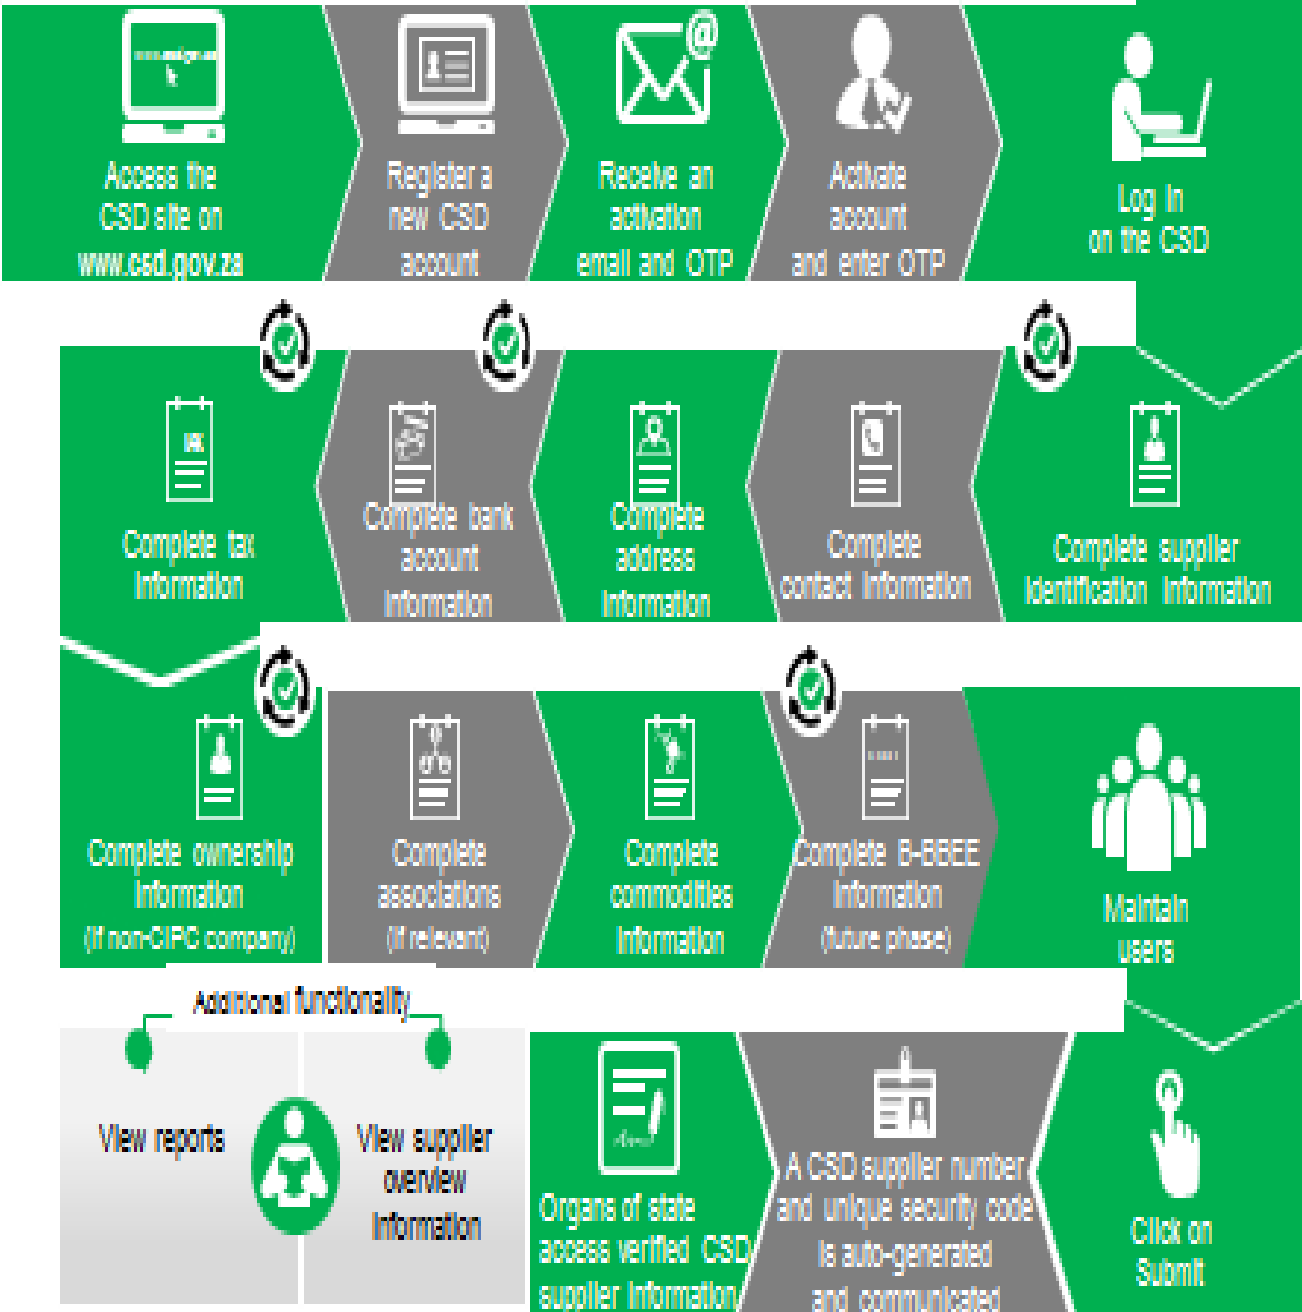 Access the
CSD site on
www.csd.gov.za
Register a
new CSD
account
Receive an
activation
email and OTP
Activate
account
and enter OTP
Log in
on the CSD
Complete supplier
identification information
Complete
contact information
Complete
address
information
Complete bank
account
information
Complete tax
information
Complete ownership
information
(if non-CIPC company)
Complete
associations
(if relevant)
Complete
commodities
information
Complete B-BBEE
information
(future phase)
Maintain
users
Click on
Submit
A CSD supplier number
and unique security code
is auto-generated
and communicated
Organs of state
access verified CSD
supplier information
Additional functionality
View reports
View supplier
overview
information